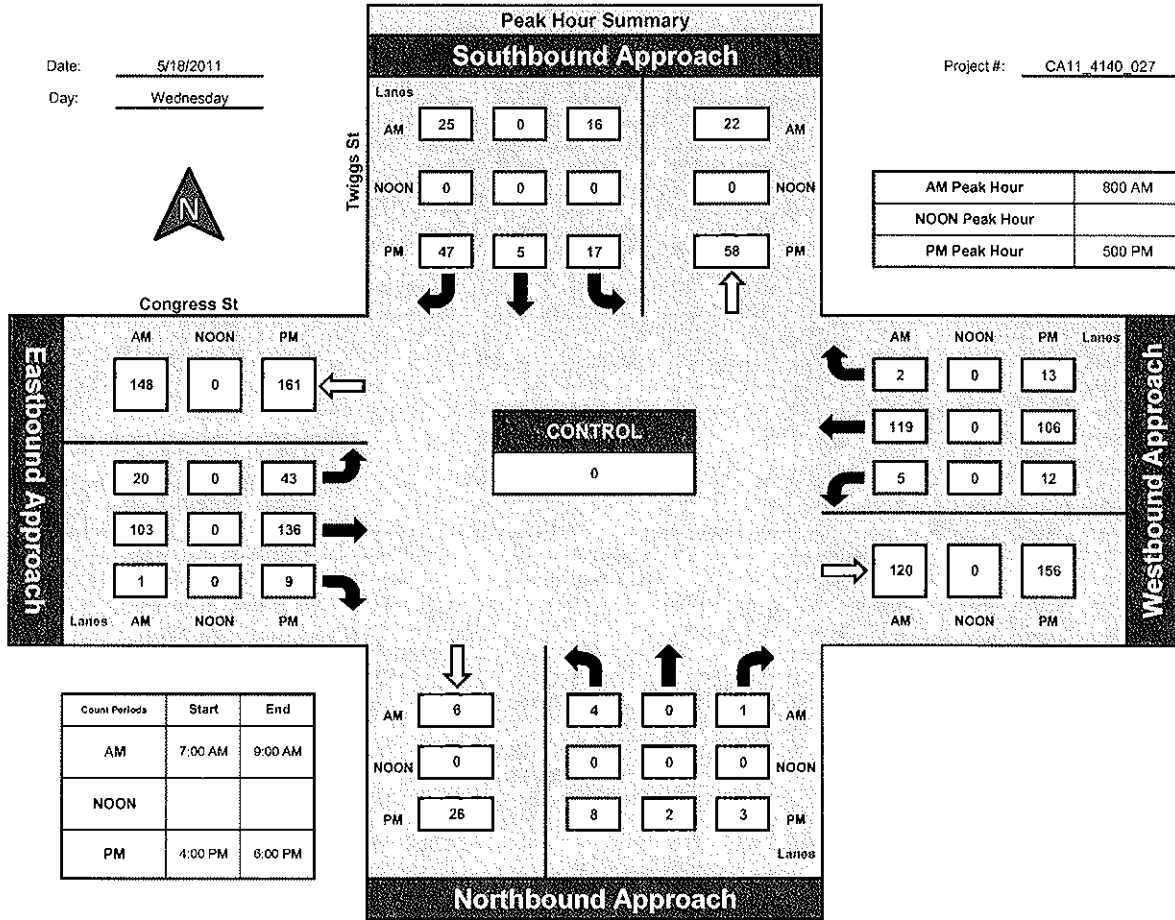 Peak Hour Summary
Southbound Approach
Date: 5/18/2011
Project #: CA11_4140_027
Day: Wednesday
Lanes
AM 25 0 16 22 AM
NOON 0 0 0 0 NOON
PM 47 5 17 58 PM
Twiggs St
N
AM Peak Hour 800 AM
NOON Peak Hour
PM Peak Hour 500 PM
Congress St
Eastbound Approach
AM NOON PM
148 0 161
20 0 43
103 0 136
1 0 9
Lanes AM NOON PM
CONTROL
0
AM NOON PM Lanes
2 0 13
119 0 106
5 0 12
120 0 156
AM NOON PM
Westbound Approach
Count Periods Start End
AM 7:00 AM 9:00 AM
NOON
PM 4:00 PM 6:00 PM
AM 6 4 0 1 AM
NOON 0 0 0 0 NOON
PM 26 8 2 3 PM
Lanes
Northbound Approach